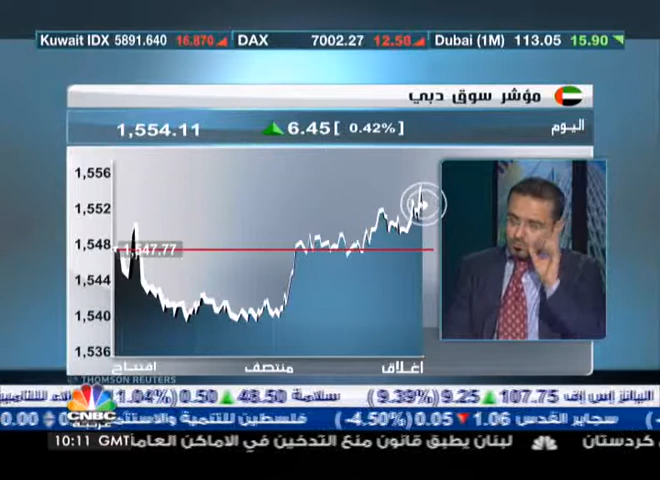 Kuwait IDX 5891.640 16.870 DAX 7002.27 12.58 Dubai (1M) 113.05 15.90
مؤشر سوق دبي
اليوم
1,554.11 6.45[ 0.42%]
1,556
1,552
1,548
1,547.77
1,544
1,540
1,536
افتتاح منتصف اغلاق
THOMSON REUTERS
إف 107.75 9.25 (9.39%) سلامة 48.50 0.50 1.04%)
سجاير القدس 1.06 0.05 (-4.50%) فلسطين للتنمية والاستثمار 0.00
CNBC
عربية
10:11 GMT
كردستان لبنان يطبق قانون منع التدخين في الاماكن العامة